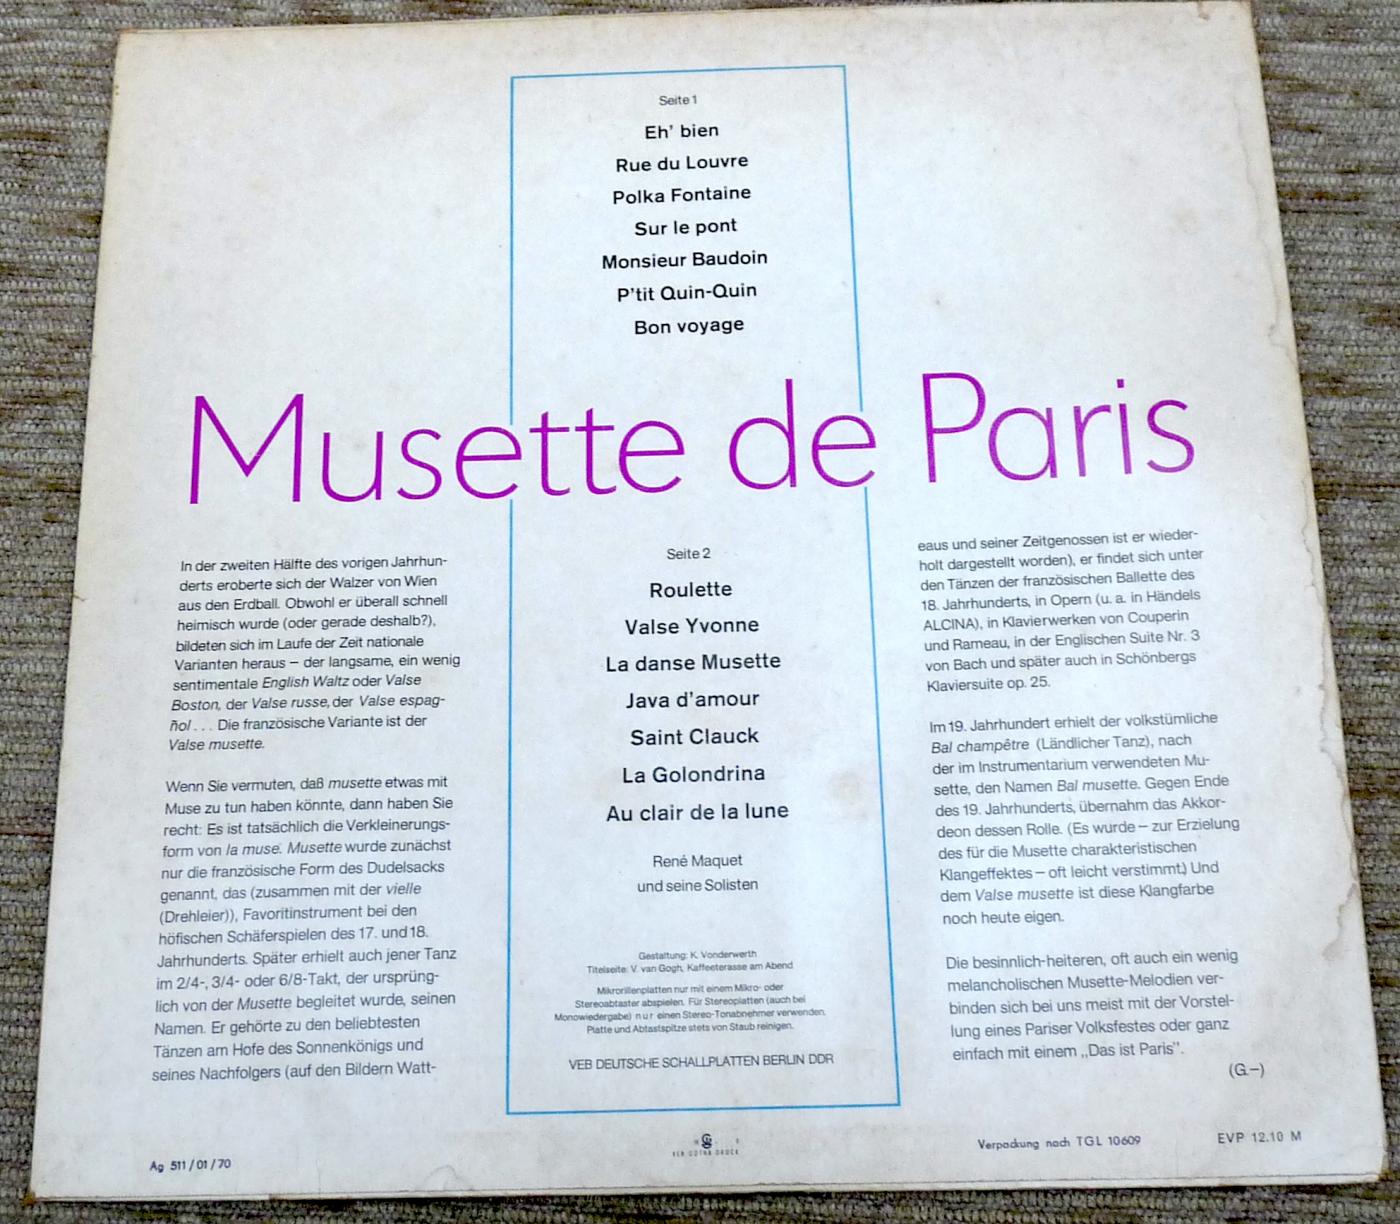 Seite 1
Eh' bien
Rue du Louvre
Polka Fontaine
Sur le pont
Monsieur Baudoin
P'tit Quin-Quin
Bon voyage
Musette de Paris
In der zweiten Hälfte des vorigen Jahrhun-
derts eroberte sich der Walzer von Wien
aus den Erdball. Obwohl er überall schnell
heimisch wurde (oder gerade deshalb?),
bildeten sich im Laufe der Zeit nationale
Varianten heraus – der langsame, ein wenig
sentimentale English Waltz oder Valse
Boston, der Valse russe, der Valse espag-
ñol . . . Die französische Variante ist der
Valse musette.
Wenn Sie vermuten, daß musette etwas mit
Muse zu tun haben könnte, dann haben Sie
recht: Es ist tatsächlich die Verkleinerungs-
form von la muse. Musette wurde zunächst
nur die französische Form des Dudelsacks
genannt, das (zusammen mit der vielle
(Drehleier)), Favoritinstrument bei den
höfischen Schäferspielen des 17. und 18.
Jahrhunderts. Später erhielt auch jener Tanz
im 2/4-, 3/4- oder 6/8-Takt, der ursprüng-
lich von der Musette begleitet wurde, seinen
Namen. Er gehörte zu den beliebtesten
Tänzen am Hofe des Sonnenkönigs und
seines Nachfolgers (auf den Bildern Watt-
Seite 2
Roulette
Valse Yvonne
La danse Musette
Java d'amour
Saint Clauck
La Golondrina
Au clair de la lune
René Maquet
und seine Solisten
Gestaltung: K. Vonderwerth
Titelseite: V. van Gogh, Kaffeeterasse am Abend
Mikrorillenplatten nur mit einem Mikro- oder
Stereoabtaster abspielen. Für Stereoplatten (auch bei
Monowiedergabe) nur einen Stereo-Tonabnehmer verwenden.
Platte und Abtastspitze stets von Staub reinigen.
VEB DEUTSCHE SCHALLPLATTEN BERLIN DDR
eaus und seiner Zeitgenossen ist er wieder-
holt dargestellt worden), er findet sich unter
den Tänzen der französischen Ballette des
18. Jahrhunderts, in Opern (u. a. in Händels
ALCINA), in Klavierwerken von Couperin
und Rameau, in der Englischen Suite Nr. 3
von Bach und später auch in Schönbergs
Klaviersuite op. 25.
Im 19. Jahrhundert erhielt der volkstümliche
Bal champêtre (Ländlicher Tanz), nach
der im Instrumentarium verwendeten Mu-
sette, den Namen Bal musette. Gegen Ende
des 19. Jahrhunderts, übernahm das Akkor-
deon dessen Rolle. (Es wurde – zur Erzielung
des für die Musette charakteristischen
Klangeffektes – oft leicht verstimmt.) Und
dem Valse musette ist diese Klangfarbe
noch heute eigen.
Die besinnlich-heiteren, oft auch ein wenig
melancholischen Musette-Melodien ver-
binden sich bei uns meist mit der Vorstel-
lung eines Pariser Volksfestes oder ganz
einfach mit einem „Das ist Paris".
(G.–)
Ag 511/01/70
VEB GOTHA DRUCK
Verpackung nach TGL 10609
EVP 12.10 M